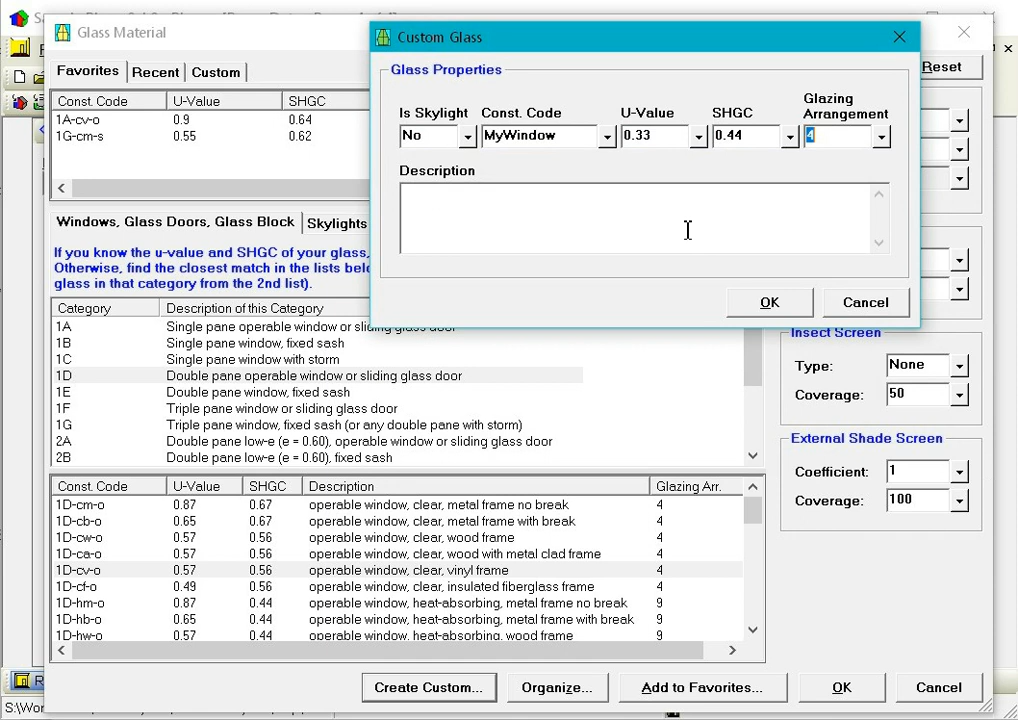 Glass Material
Custom Glass
Reset
Favorites Recent Custom
Const. Code U-Value SHGC
1A-cv-o 0.9 0.64
1G-cm-s 0.55 0.62
Glass Properties
Is Skylight Const. Code U-Value SHGC Glazing Arrangement
No MyWindow 0.33 0.44 4
Description
OK Cancel
Windows, Glass Doors, Glass Block Skylights
If you know the u-value and SHGC of your glass,
Otherwise, find the closest match in the lists
glass in that category from the 2nd list).
Category Description of this Category
1A Single pane operable window or sliding glass door
1B Single pane window, fixed sash
1C Single pane window with storm
1D Double pane operable window or sliding glass door
1E Double pane window, fixed sash
1F Triple pane window or sliding glass door
1G Triple pane window, fixed sash (or any double pane with storm)
2A Double pane low-e (e = 0.60), operable window or sliding glass door
2B Double pane low-e (e = 0.60), fixed sash
Const. Code U-Value SHGC Description Glazing Arr.
1D-cm-o 0.87 0.67 operable window, clear, metal frame no break 4
1D-cb-o 0.65 0.67 operable window, clear, metal frame with break 4
1D-cw-o 0.57 0.56 operable window, clear, wood frame 4
1D-ca-o 0.57 0.56 operable window, clear, wood with metal clad frame 4
1D-cv-o 0.57 0.56 operable window, clear, vinyl frame 4
1D-cf-o 0.49 0.56 operable window, clear, insulated fiberglass frame 4
1D-hm-o 0.87 0.44 operable window, heat-absorbing, metal frame no break 9
1D-hb-o 0.65 0.44 operable window, heat-absorbing, metal frame with break 9
1D-hw-o 0.57 0.44 operable window, heat-absorbing, wood frame 9
Insect Screen
Type: None
Coverage: 50
External Shade Screen
Coefficient: 1
Coverage: 100
Create Custom... Organize... Add to Favorites... OK Cancel